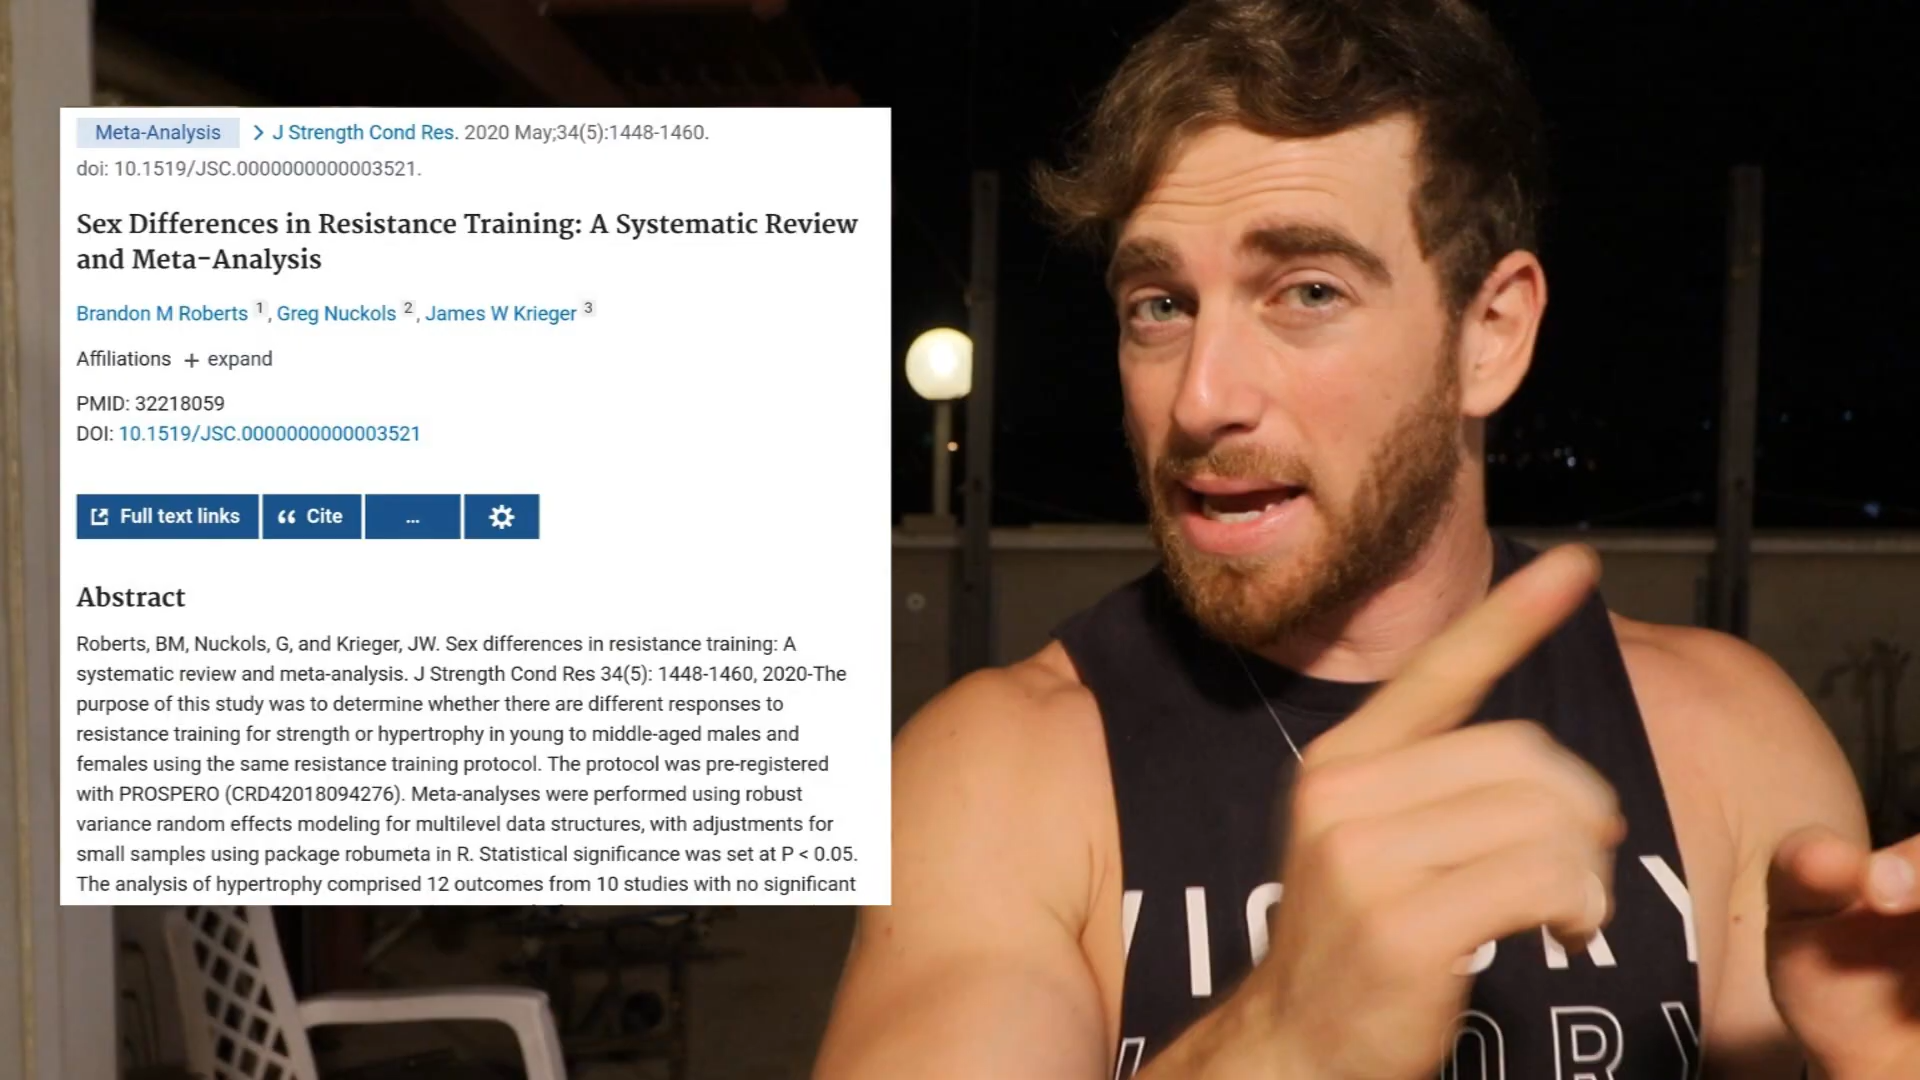 Meta-Analysis > J Strength Cond Res. 2020 May;34(5):1448-1460.
doi: 10.1519/JSC.0000000000003521.
Sex Differences in Resistance Training: A Systematic Review
and Meta-Analysis
Brandon M Roberts 1, Greg Nuckols 2, James W Krieger 3
Affiliations + expand
PMID: 32218059
DOI: 10.1519/JSC.0000000000003521
Full text links
Cite
...
Abstract
Roberts, BM, Nuckols, G, and Krieger, JW. Sex differences in resistance training: A
systematic review and meta-analysis. J Strength Cond Res 34(5): 1448-1460, 2020-The
purpose of this study was to determine whether there are different responses to
resistance training for strength or hypertrophy in young to middle-aged males and
females using the same resistance training protocol. The protocol was pre-registered
with PROSPERO (CRD42018094276). Meta-analyses were performed using robust
variance random effects modeling for multilevel data structures, with adjustments for
small samples using package robumeta in R. Statistical significance was set at P < 0.05.
The analysis of hypertrophy comprised 12 outcomes from 10 studies with no significant